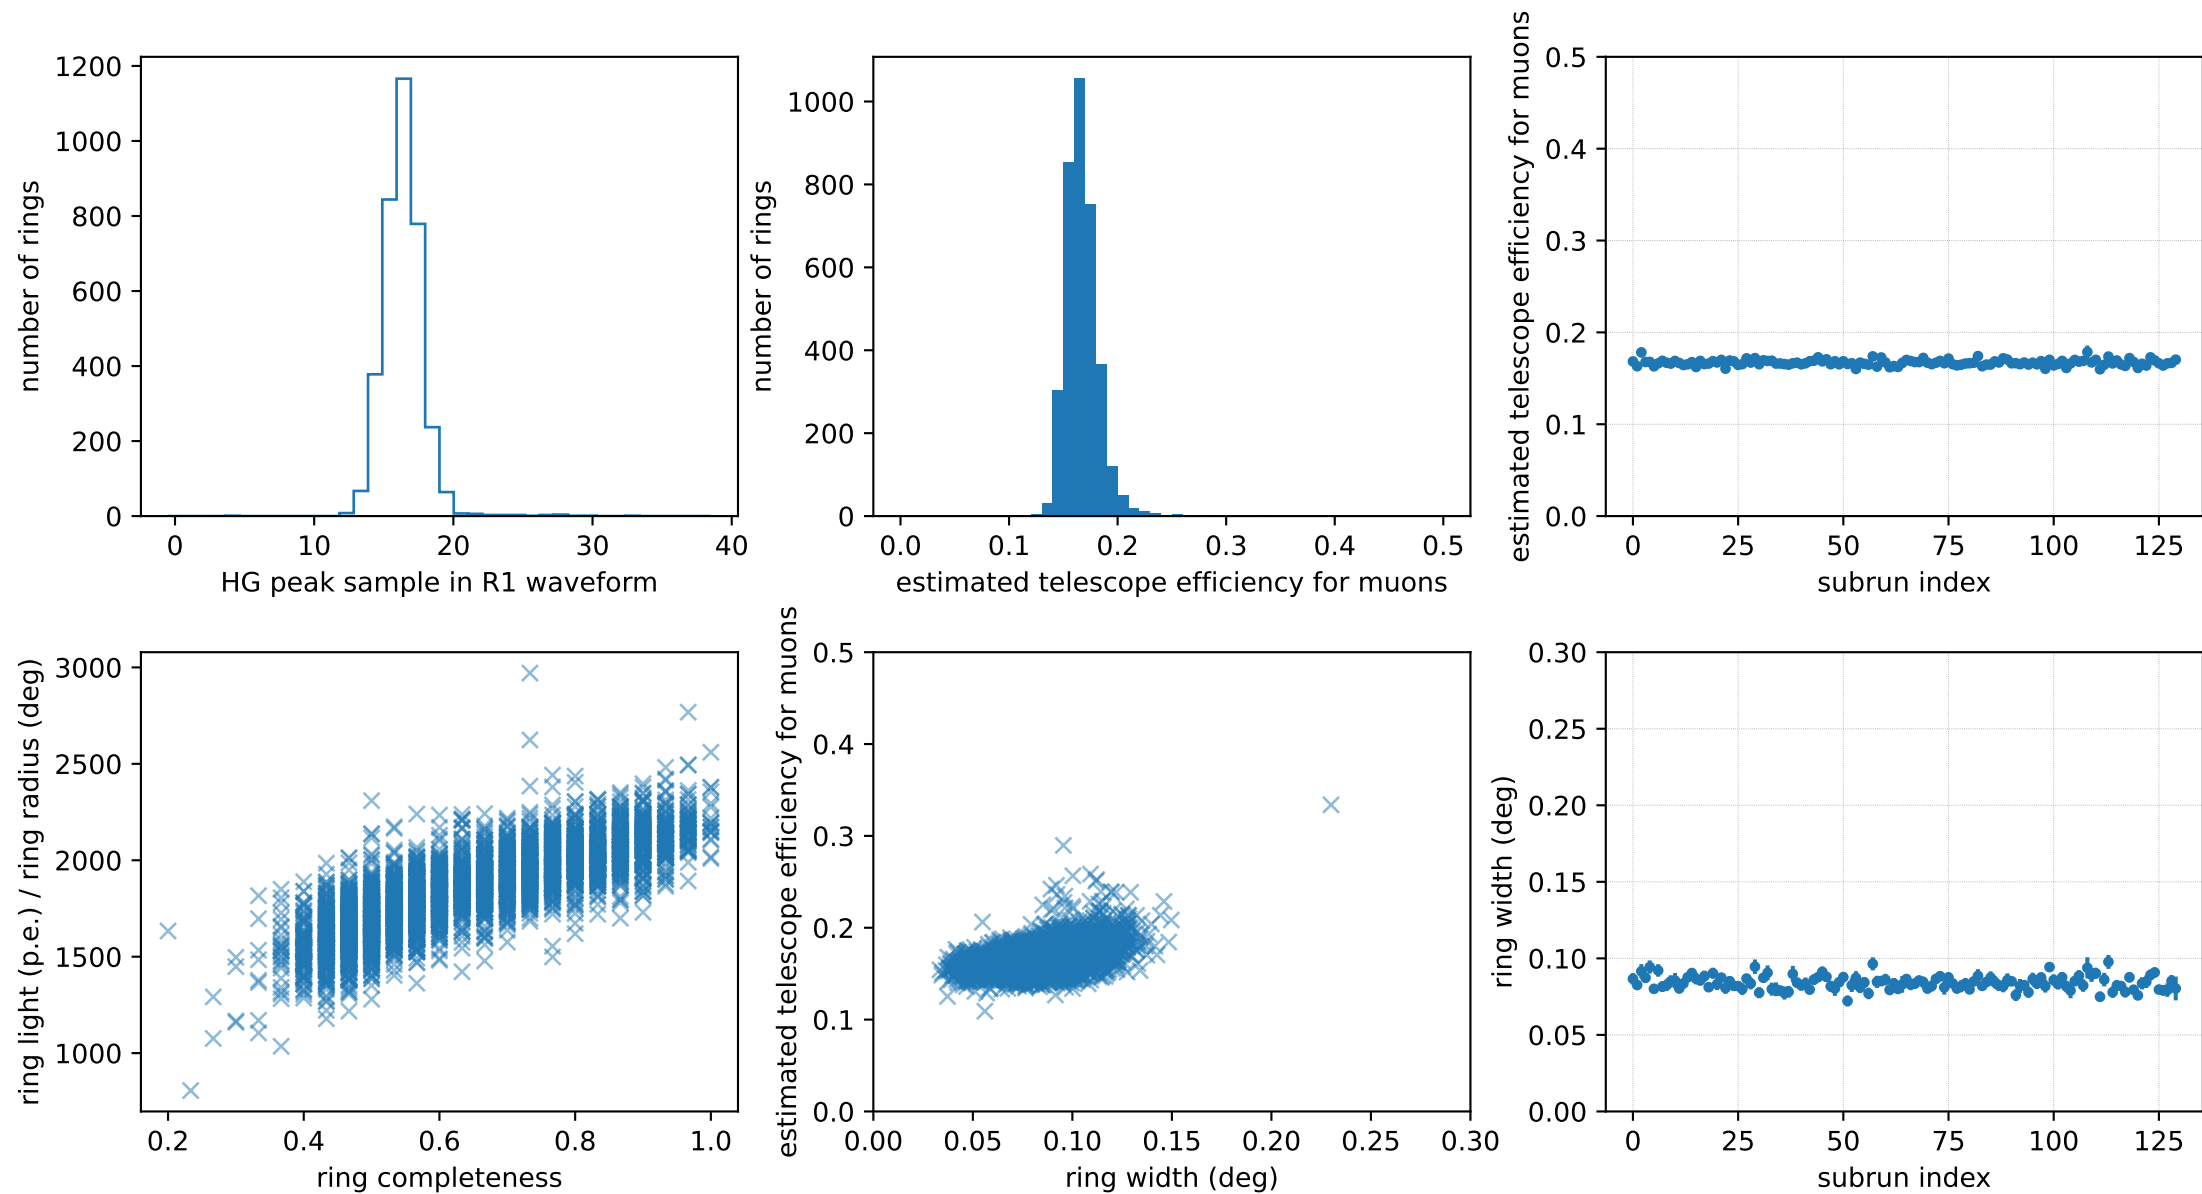 1200
1000
800
600
400
200
0
number of rings
0 10 20 30 40
HG peak sample in R1 waveform
1000
800
600
400
200
0
number of rings
0.0 0.1 0.2 0.3 0.4 0.5
estimated telescope efficiency for muons
0.5
0.4
0.3
0.2
0.1
0.0
estimated telescope efficiency for muons
0 25 50 75 100 125
subrun index
3000
2500
2000
1500
1000
ring light (p.e.) / ring radius (deg)
0.2 0.4 0.6 0.8 1.0
ring completeness
0.5
0.4
0.3
0.2
0.1
0.0
estimated telescope efficiency for muons
0.00 0.05 0.10 0.15 0.20 0.25 0.30
ring width (deg)
0.30
0.25
0.20
0.15
0.10
0.05
0.00
ring width (deg)
0 25 50 75 100 125
subrun index